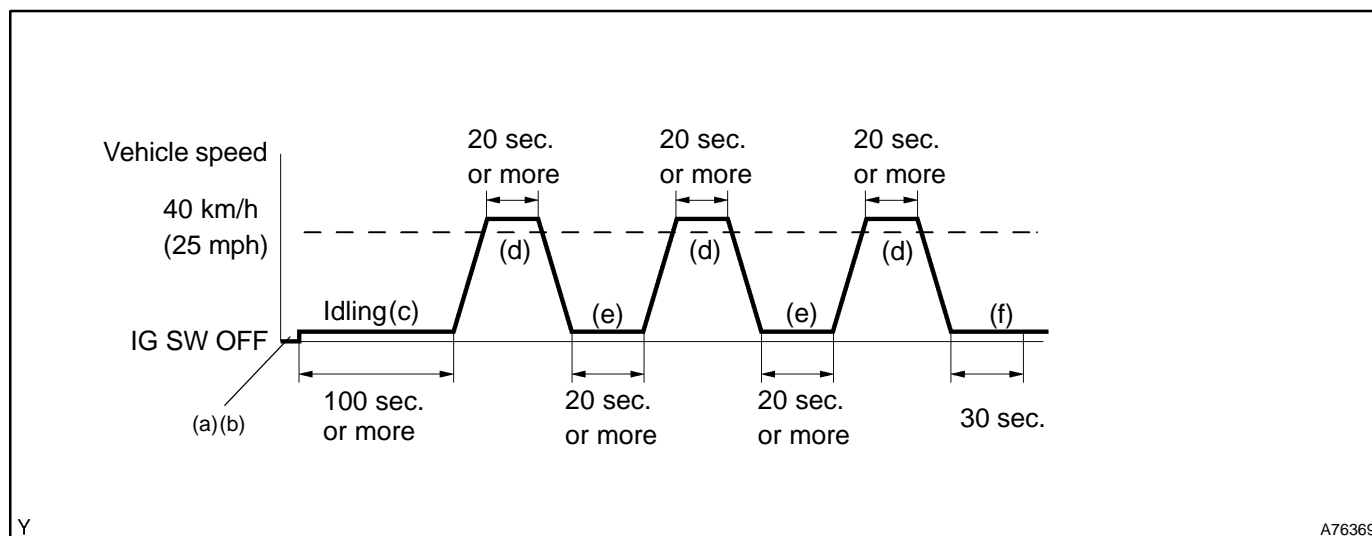 Vehicle speed
40 km/h
(25 mph)
IG SW OFF
(a)(b)
Idling(c)
100 sec.
or more
20 sec.
or more
(d)
(e)
20 sec.
or more
20 sec.
or more
(d)
(e)
20 sec.
or more
20 sec.
or more
(d)
(f)
30 sec.
Y
A76369